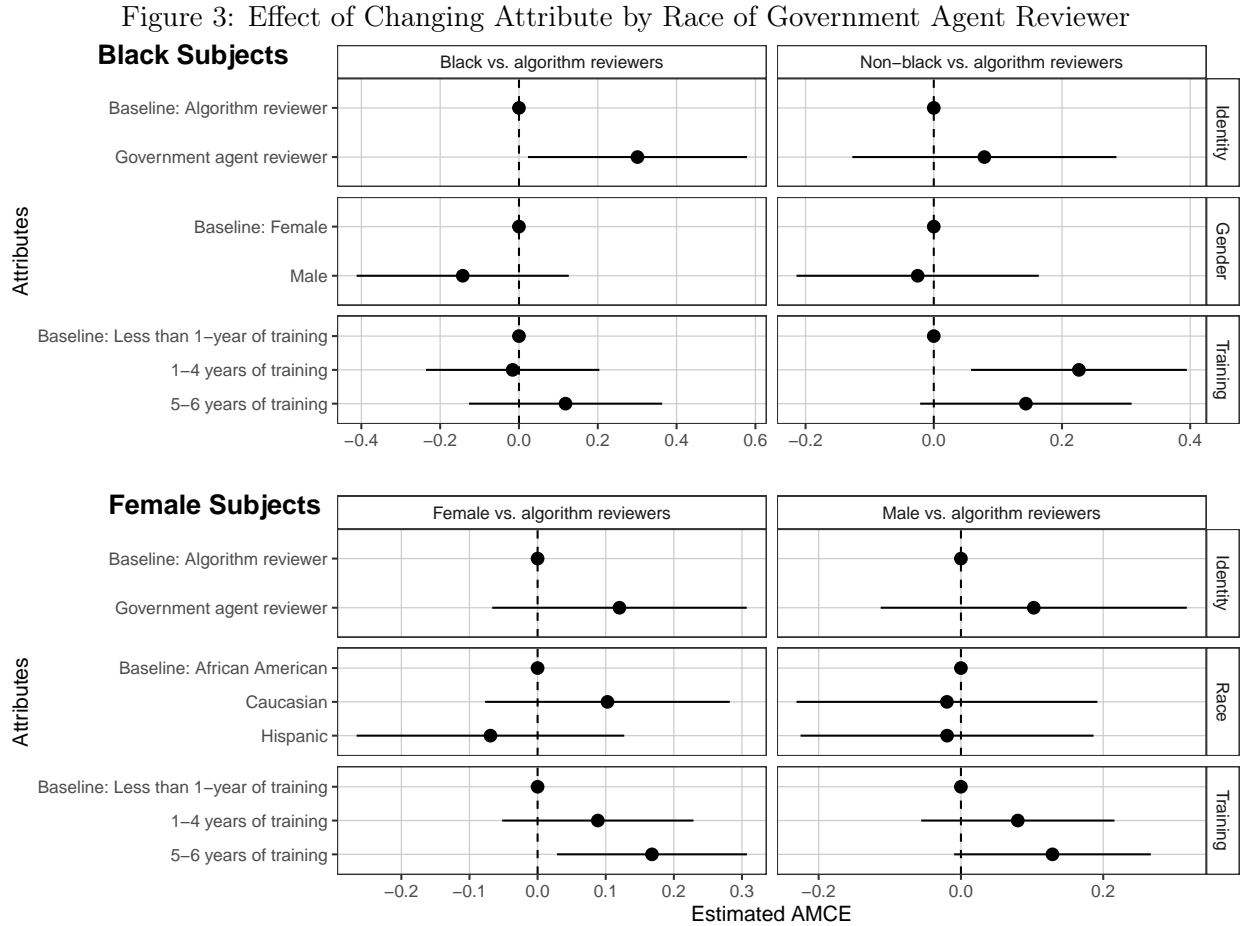 Figure 3: Effect of Changing Attribute by Race of Government Agent Reviewer
Black Subjects
Black vs. algorithm reviewers
Non−black vs. algorithm reviewers
Attributes
Baseline: Algorithm reviewer
Government agent reviewer
Identity
Baseline: Female
Male
Gender
Baseline: Less than 1−year of training
1−4 years of training
5−6 years of training
Training
−0.4 −0.2 0.0 0.2 0.4 0.6
−0.2 0.0 0.2 0.4
Female Subjects
Female vs. algorithm reviewers
Male vs. algorithm reviewers
Attributes
Baseline: Algorithm reviewer
Government agent reviewer
Identity
Baseline: African American
Caucasian
Hispanic
Race
Baseline: Less than 1−year of training
1−4 years of training
5−6 years of training
Training
−0.2 −0.1 0.0 0.1 0.2 0.3
−0.2 0.0 0.2
Estimated AMCE